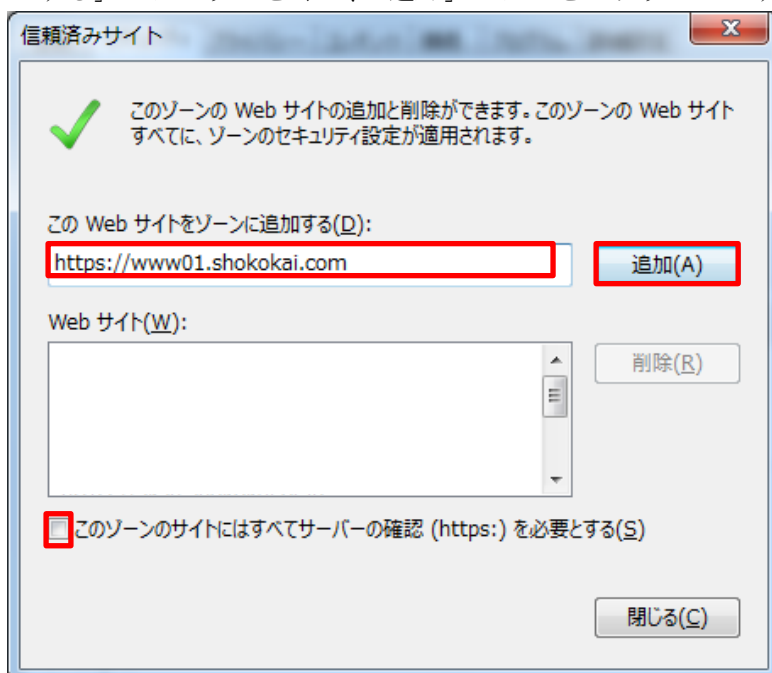 信頼済みサイト
このゾーンの Web サイトの追加と削除ができます。このゾーンの Web サイト
すべてに、ゾーンのセキュリティ設定が適用されます。
この Web サイトをゾーンに追加する(D):
https://www01.shokokai.com
追加(A)
Web サイト(W):
削除(R)
このゾーンのサイトにはすべてサーバーの確認 (https:) を必要とする(S)
閉じる(C)